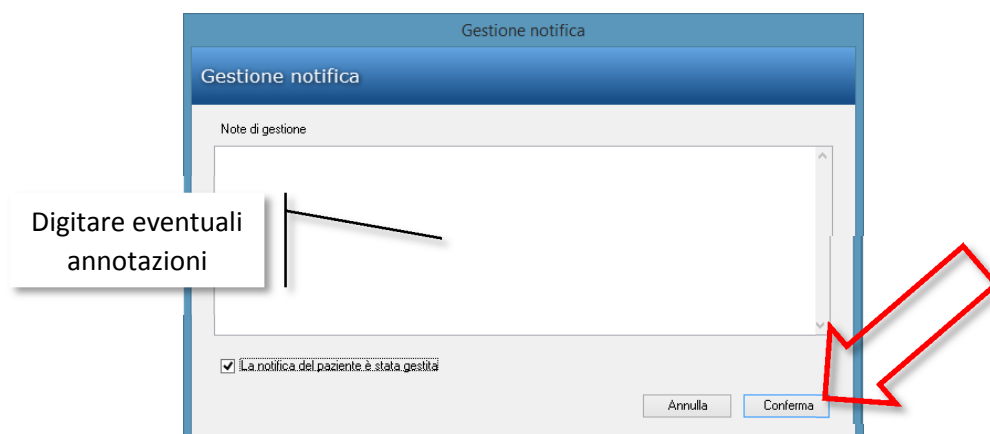 Gestione notifica
Gestione notifica
Note di gestione
Digitare eventuali
annotazioni
La notifica del paziente è stata gestita
Annulla Conferma